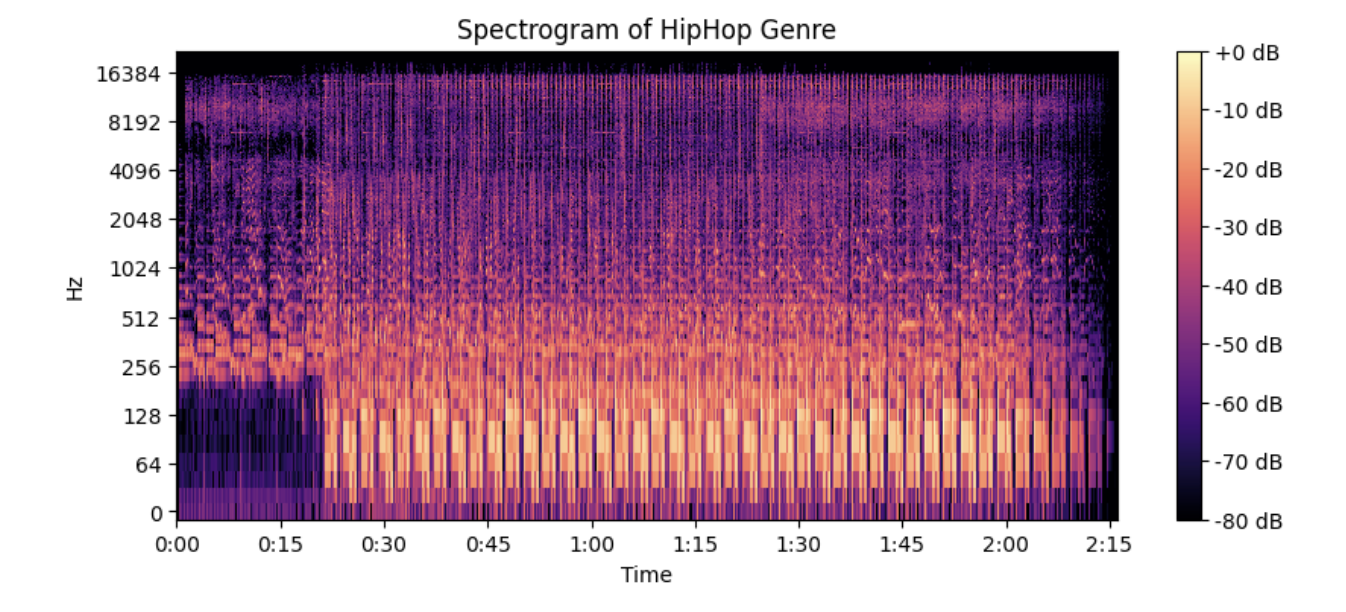 Spectrogram of HipHop Genre
16384
8192
4096
2048
1024
512
256
128
64
0
Hz
0:00 0:15 0:30 0:45 1:00 1:15 1:30 1:45 2:00 2:15
Time
+0 dB
-10 dB
-20 dB
-30 dB
-40 dB
-50 dB
-60 dB
-70 dB
-80 dB